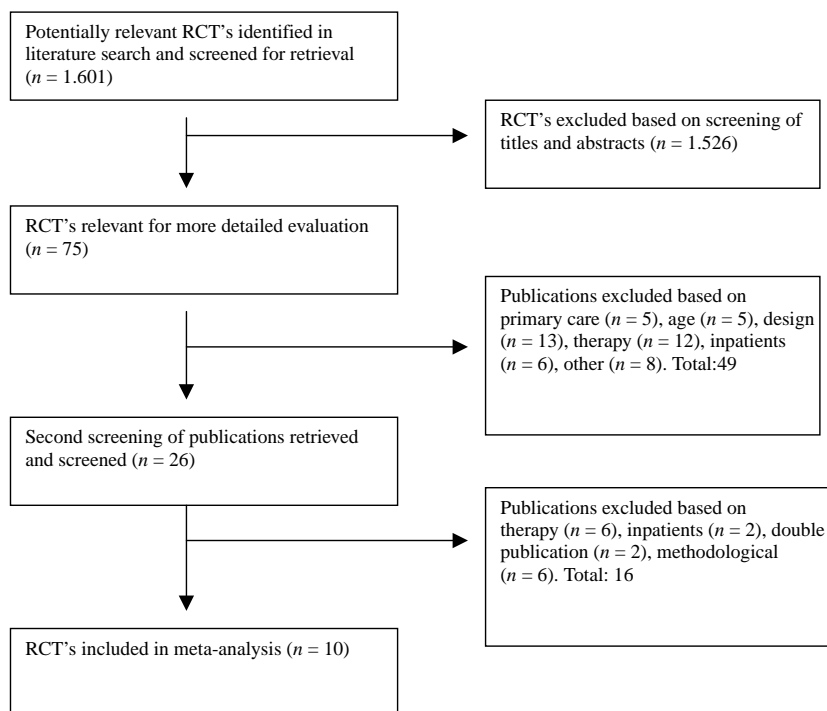 Potentially relevant RCT's identified in
literature search and screened for retrieval
(n = 1.601)
RCT's excluded based on screening of
titles and abstracts (n = 1.526)
RCT's relevant for more detailed evaluation
(n = 75)
Publications excluded based on
primary care (n = 5), age (n = 5), design
(n = 13), therapy (n = 12), inpatients
(n = 6), other (n = 8). Total:49
Second screening of publications retrieved
and screened (n = 26)
Publications excluded based on
therapy (n = 6), inpatients (n = 2), double
publication (n = 2), methodological
(n = 6). Total: 16
RCT's included in meta-analysis (n = 10)